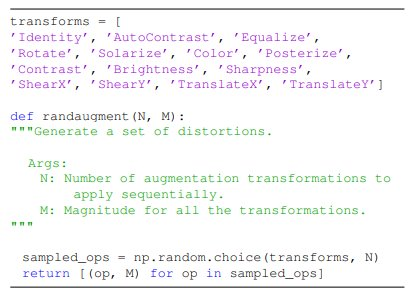 transforms = [
’Identity’, ’AutoContrast’, ’Equalize’,
’Rotate’, ’Solarize’, ’Color’, ’Posterize’,
’Contrast’, ’Brightness’, ’Sharpness’,
’ShearX’, ’ShearY’, ’TranslateX’, ’TranslateY’]
def randaugment(N, M):
"""Generate a set of distortions.
Args:
N: Number of augmentation transformations to
apply sequentially.
M: Magnitude for all the transformations.
"""
sampled_ops = np.random.choice(transforms, N)
return [(op, M) for op in sampled_ops]